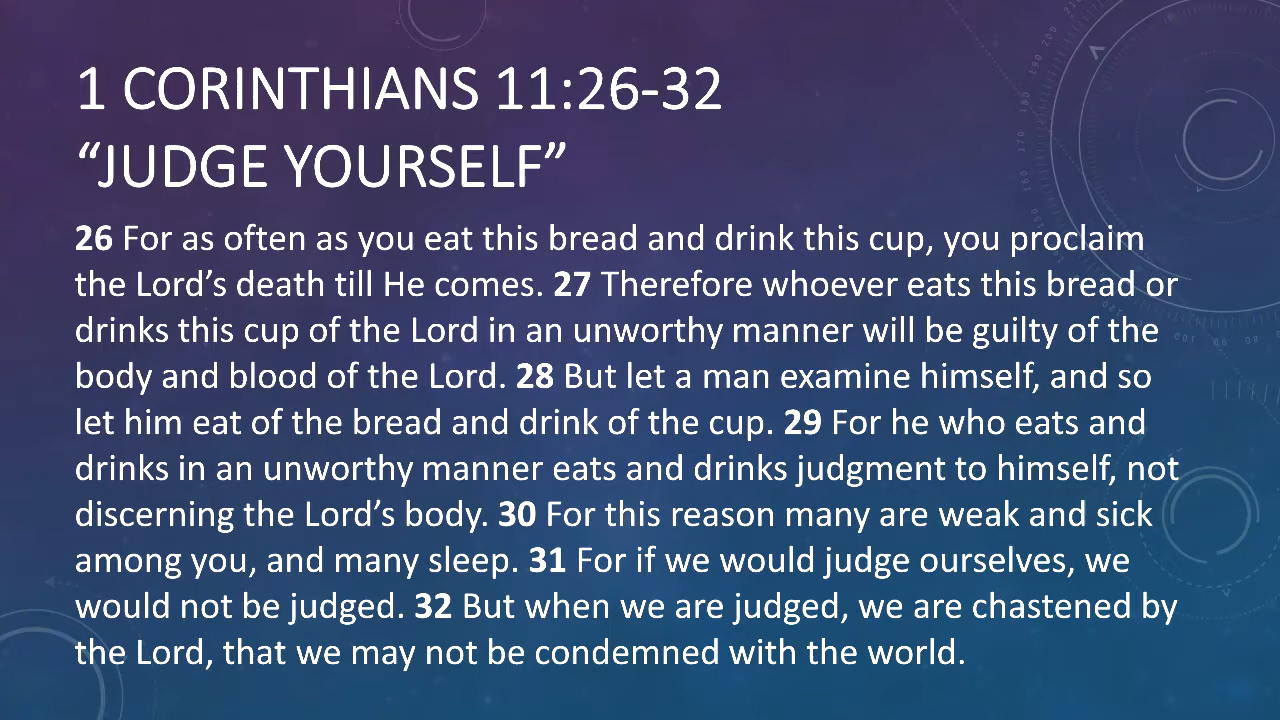 1 CORINTHIANS 11:26-32
“JUDGE YOURSELF”
26 For as often as you eat this bread and drink this cup, you proclaim
the Lord’s death till He comes. 27 Therefore whoever eats this bread or
drinks this cup of the Lord in an unworthy manner will be guilty of the
body and blood of the Lord. 28 But let a man examine himself, and so
let him eat of the bread and drink of the cup. 29 For he who eats and
drinks in an unworthy manner eats and drinks judgment to himself, not
discerning the Lord’s body. 30 For this reason many are weak and sick
among you, and many sleep. 31 For if we would judge ourselves, we
would not be judged. 32 But when we are judged, we are chastened by
the Lord, that we may not be condemned with the world.